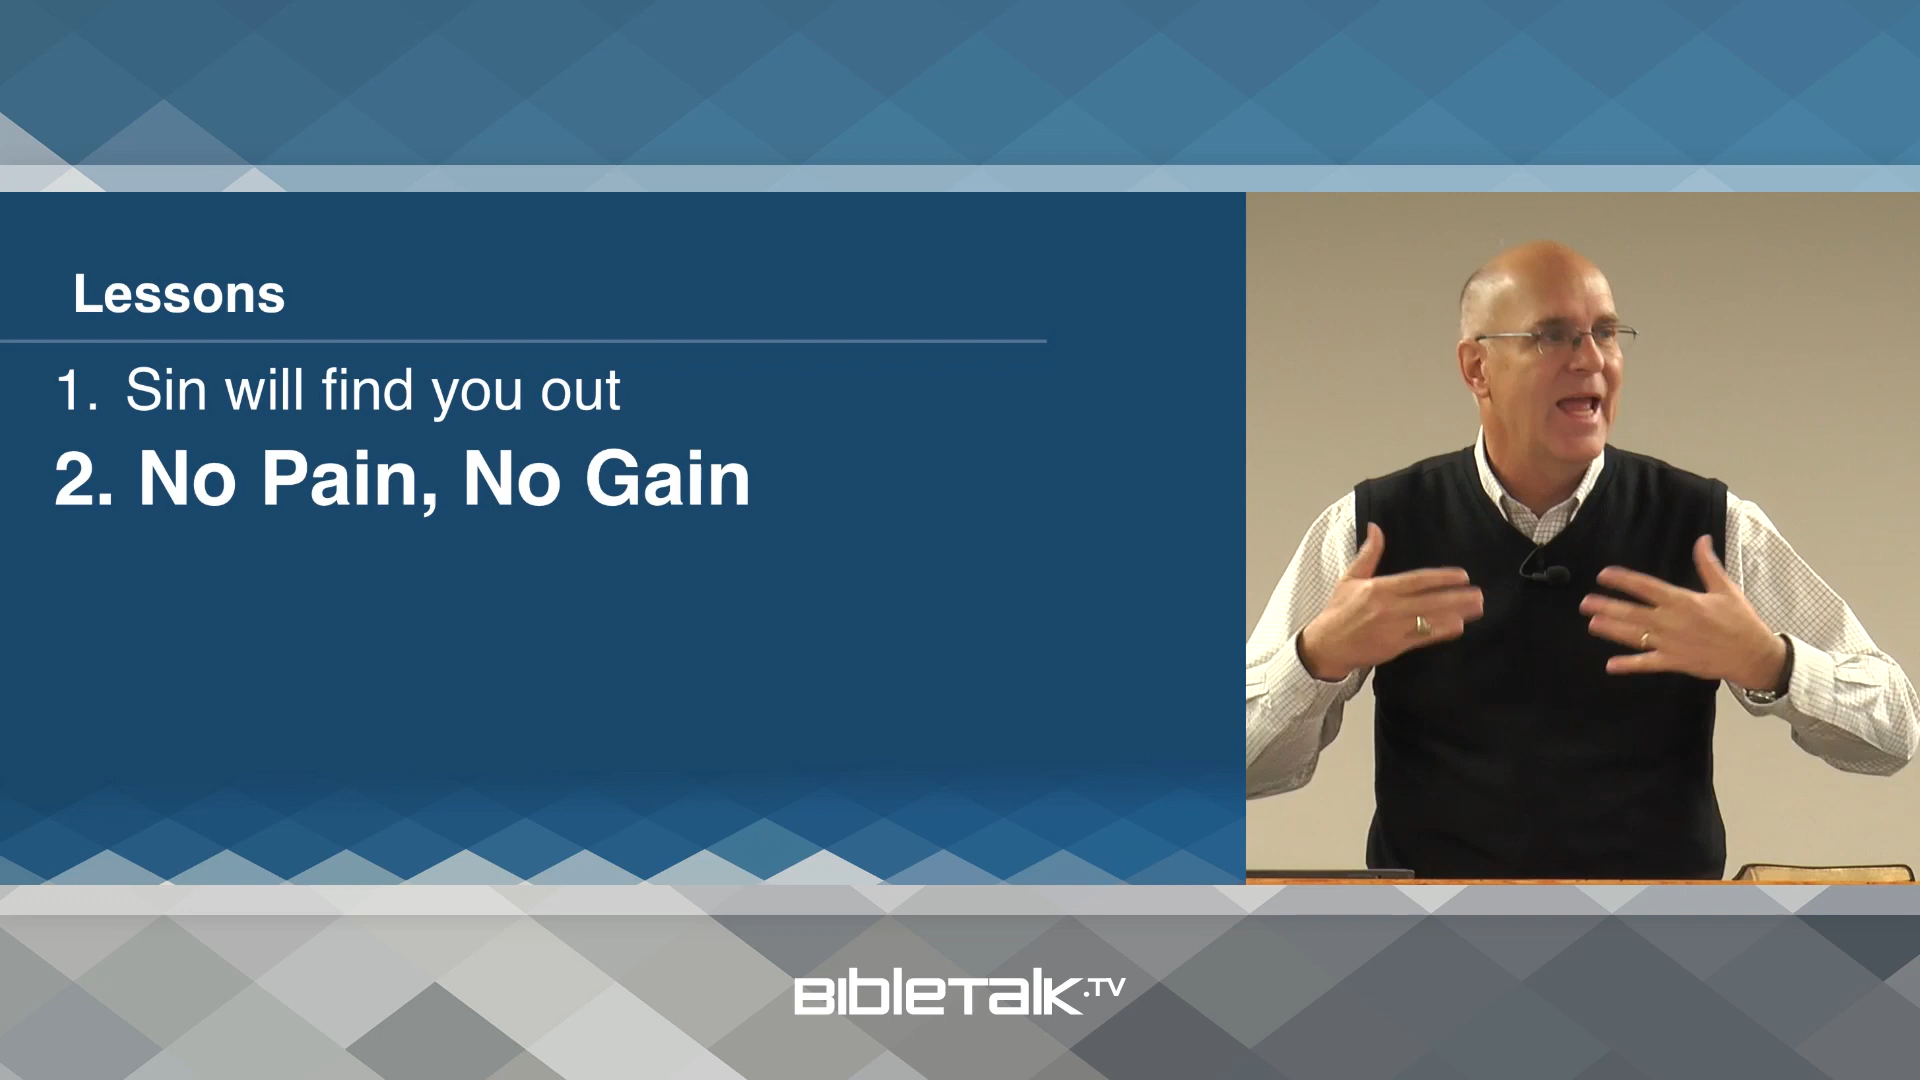 Lessons
1. Sin will find you out
2. No Pain, No Gain
BIBLETALK.TV